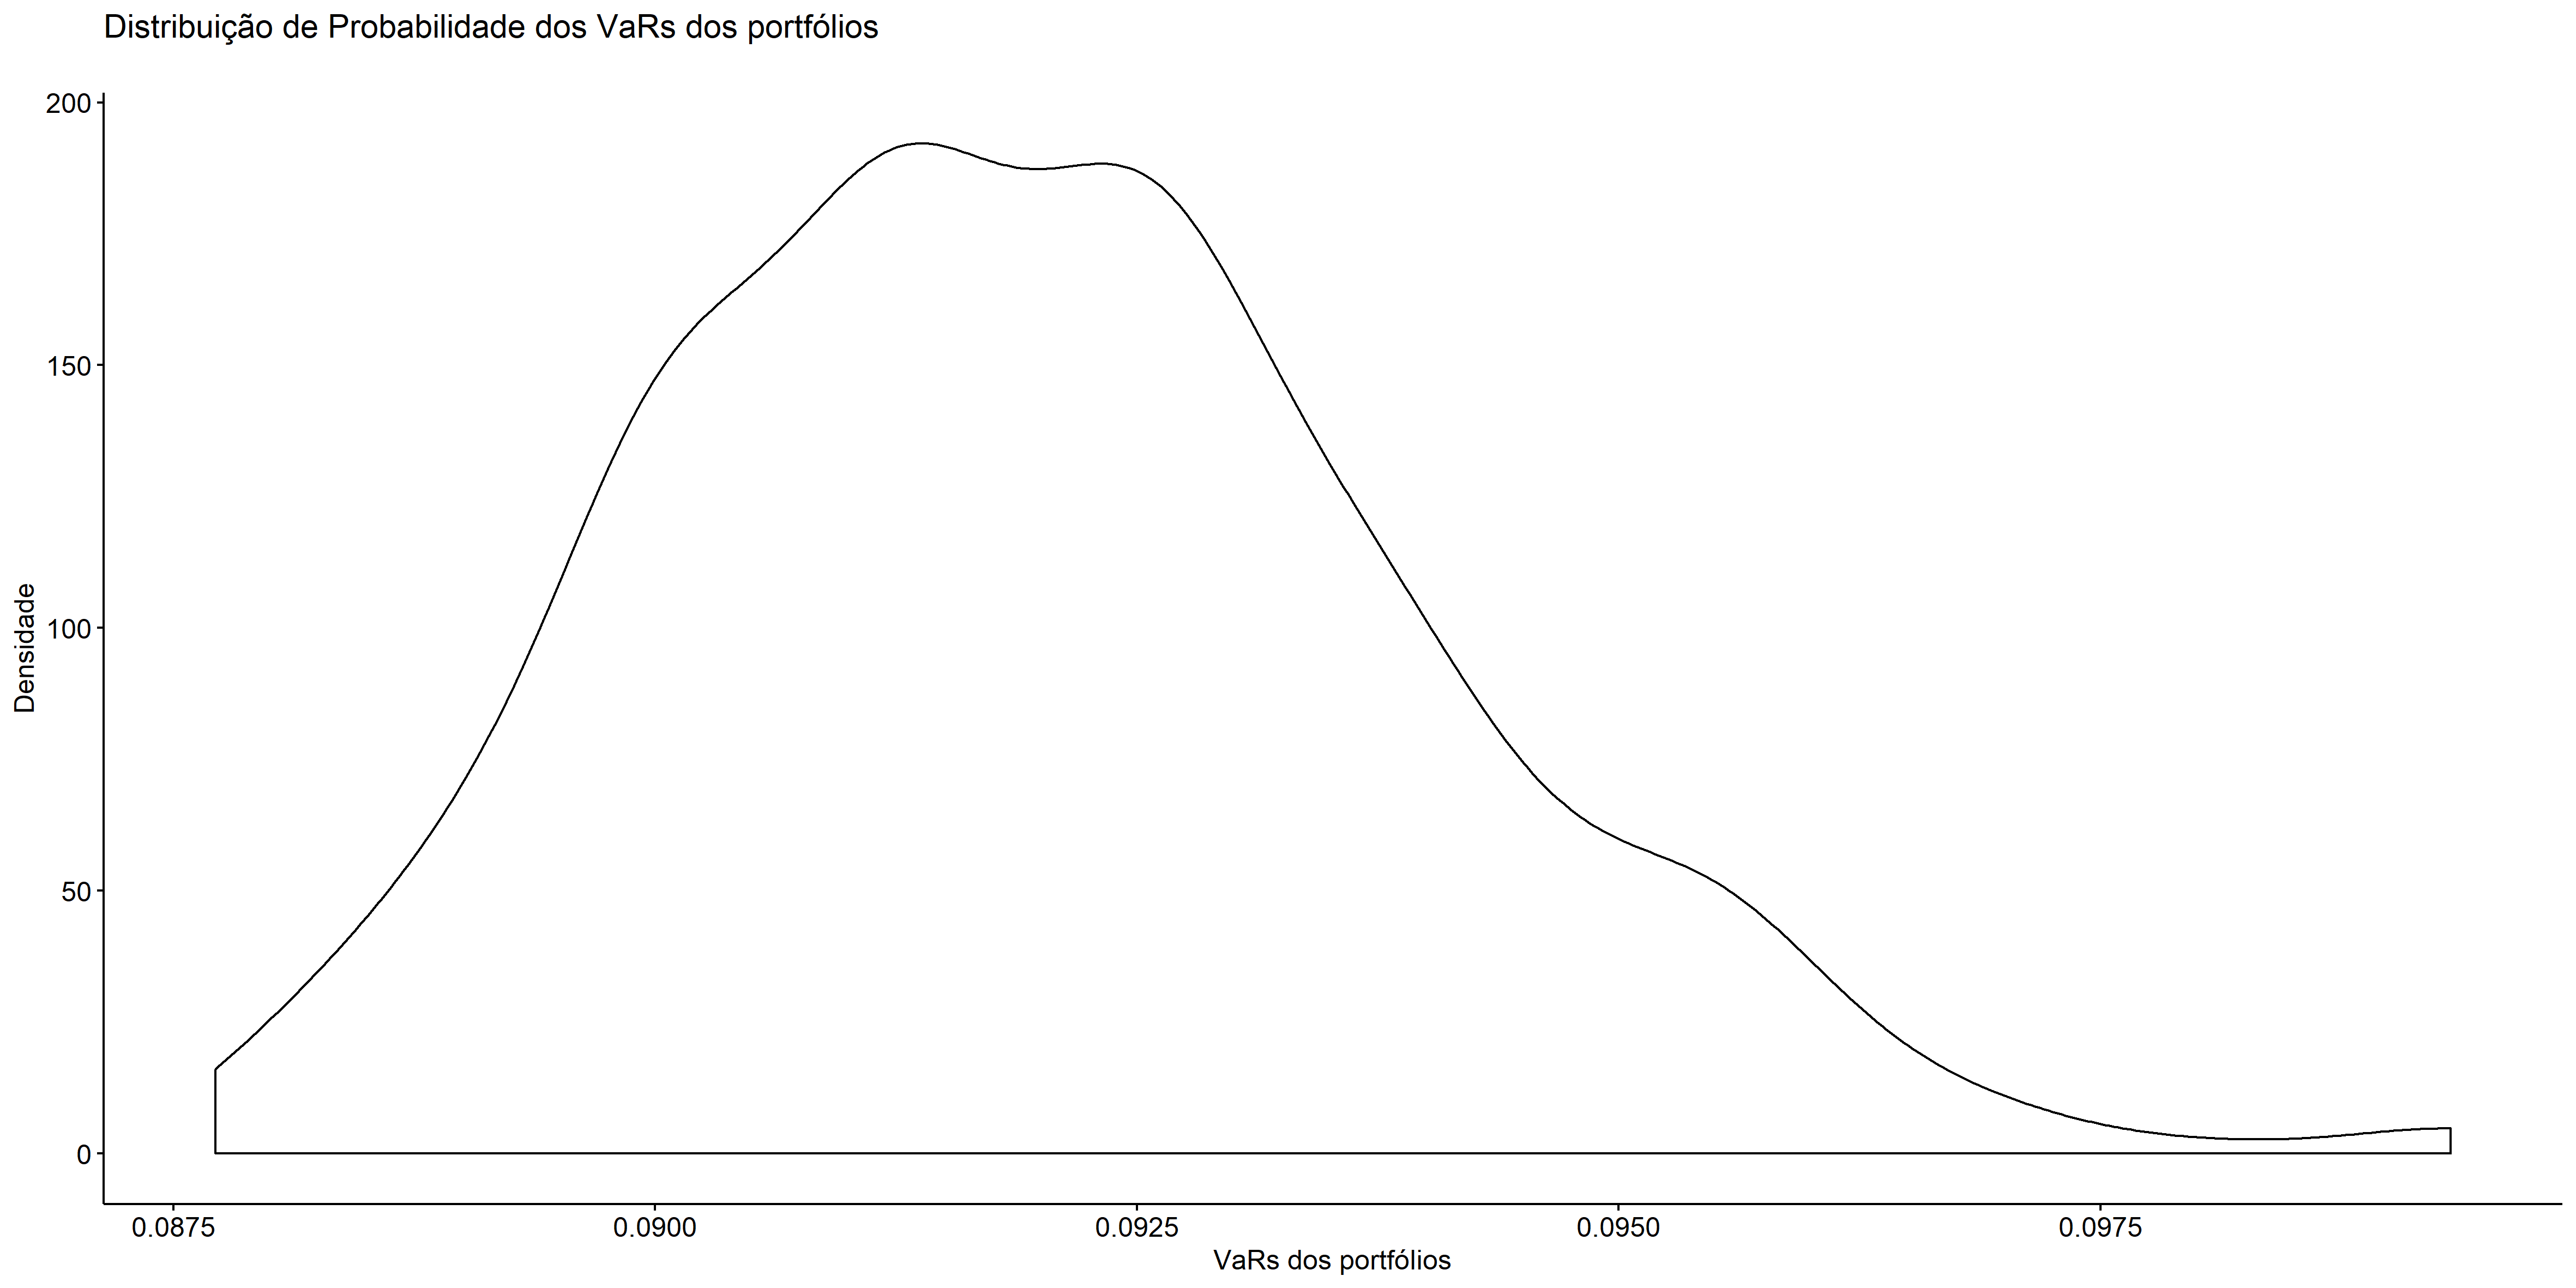 Distribuição de Probabilidade dos VaRs dos portfólios
200
150
100
50
0
Densidade
0.0875 0.0900 0.0925 0.0950 0.0975
VaRs dos portfólios